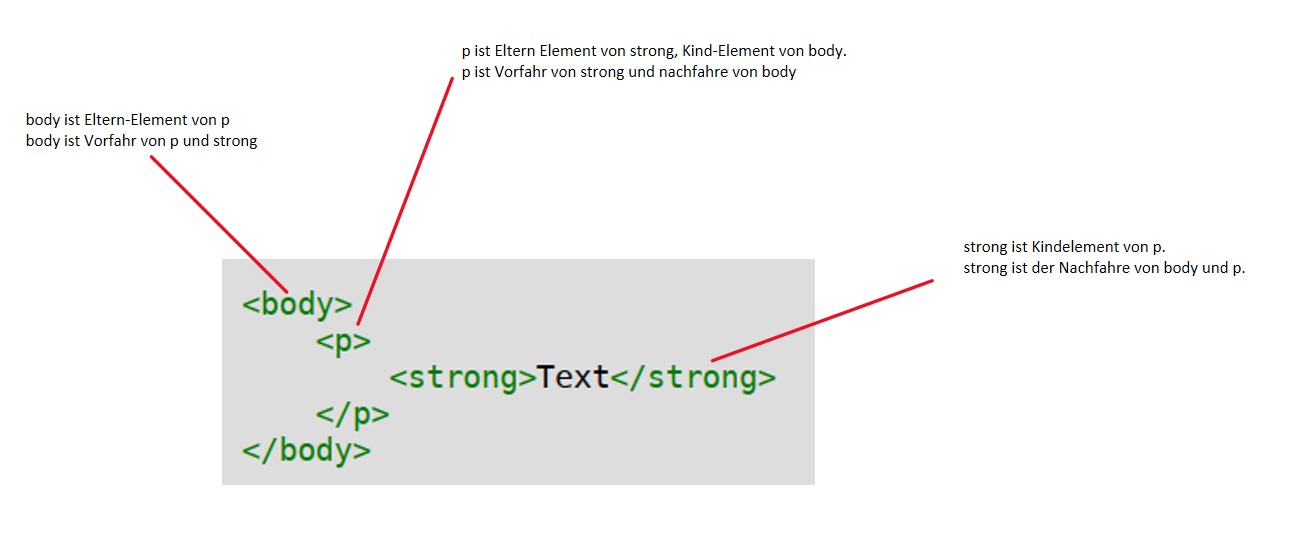 p ist Eltern Element von strong, Kind-Element von body.
p ist Vorfahr von strong und nachfahre von body
body ist Eltern-Element von p
body ist Vorfahr von p und strong
strong ist Kindelement von p.
strong ist der Nachfahre von body und p.
<body>
<p>
<strong>Text</strong>
</p>
</body>